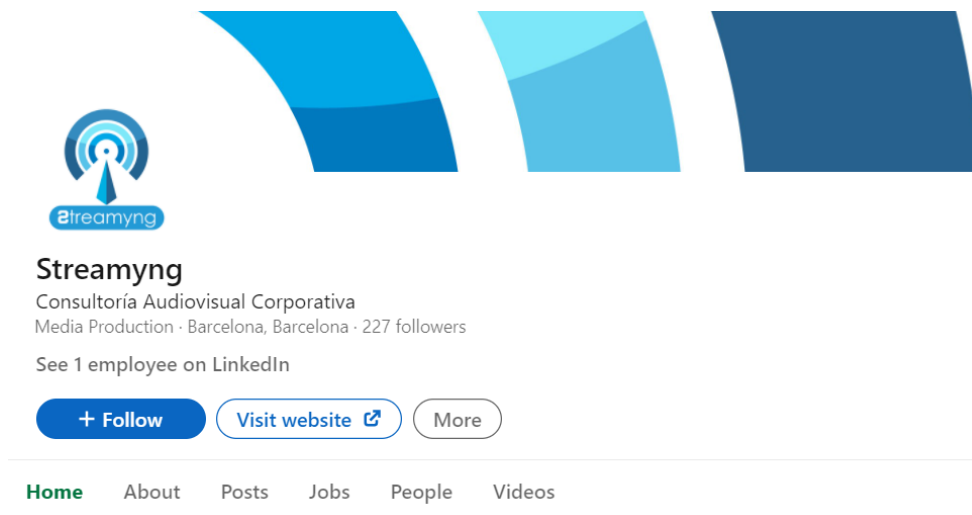 Streamyng
Streamyng
Consultoría Audiovisual Corporativa
Media Production · Barcelona, Barcelona · 227 followers
See 1 employee on LinkedIn
+ Follow
Visit website
More
Home About Posts Jobs People Videos